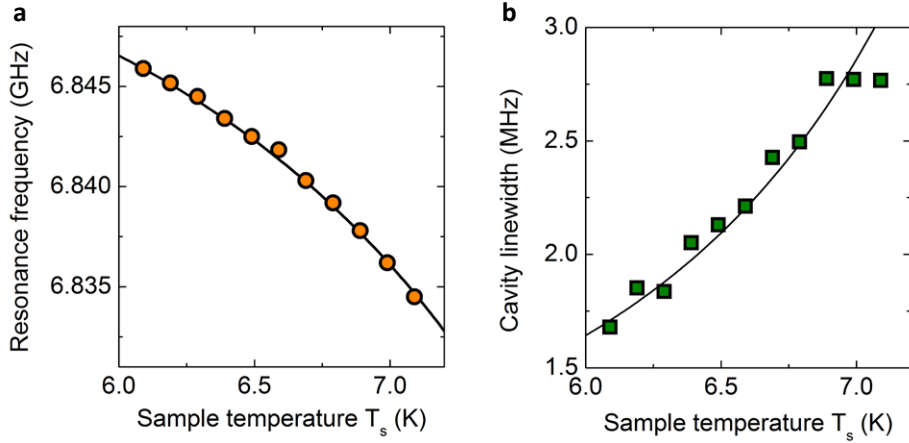 a
Resonance frequency (GHz)
6.845
6.840
6.835
6.0 6.5 7.0
Sample temperature Ts (K)
b
Cavity linewidth (MHz)
3.0
2.5
2.0
1.5
6.0 6.5 7.0
Sample temperature Ts (K)